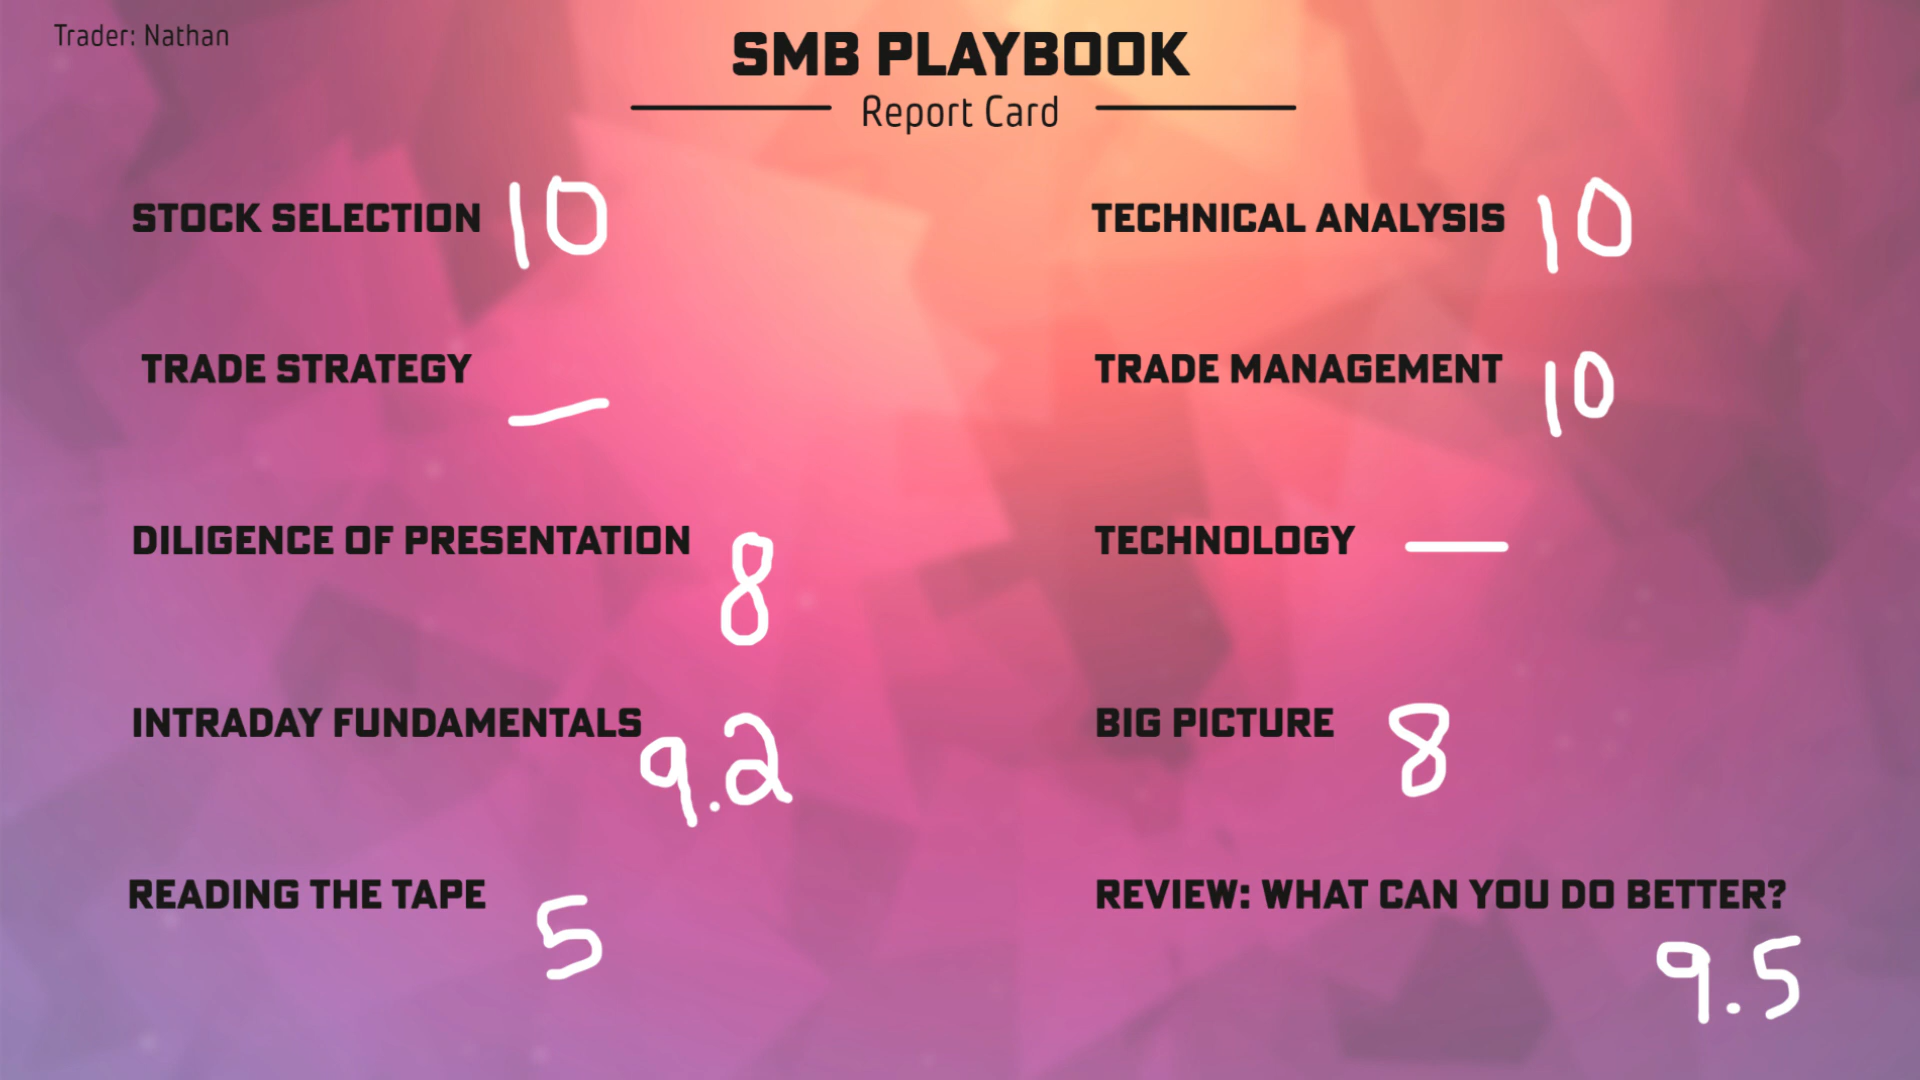 Trader: Nathan
SMB PLAYBOOK
Report Card
STOCK SELECTION 10
TECHNICAL ANALYSIS 10
TRADE STRATEGY —
TRADE MANAGEMENT 10
DILIGENCE OF PRESENTATION 8
TECHNOLOGY —
INTRADAY FUNDAMENTALS 9.2
BIG PICTURE 8
READING THE TAPE 5
REVIEW: WHAT CAN YOU DO BETTER?
9.5